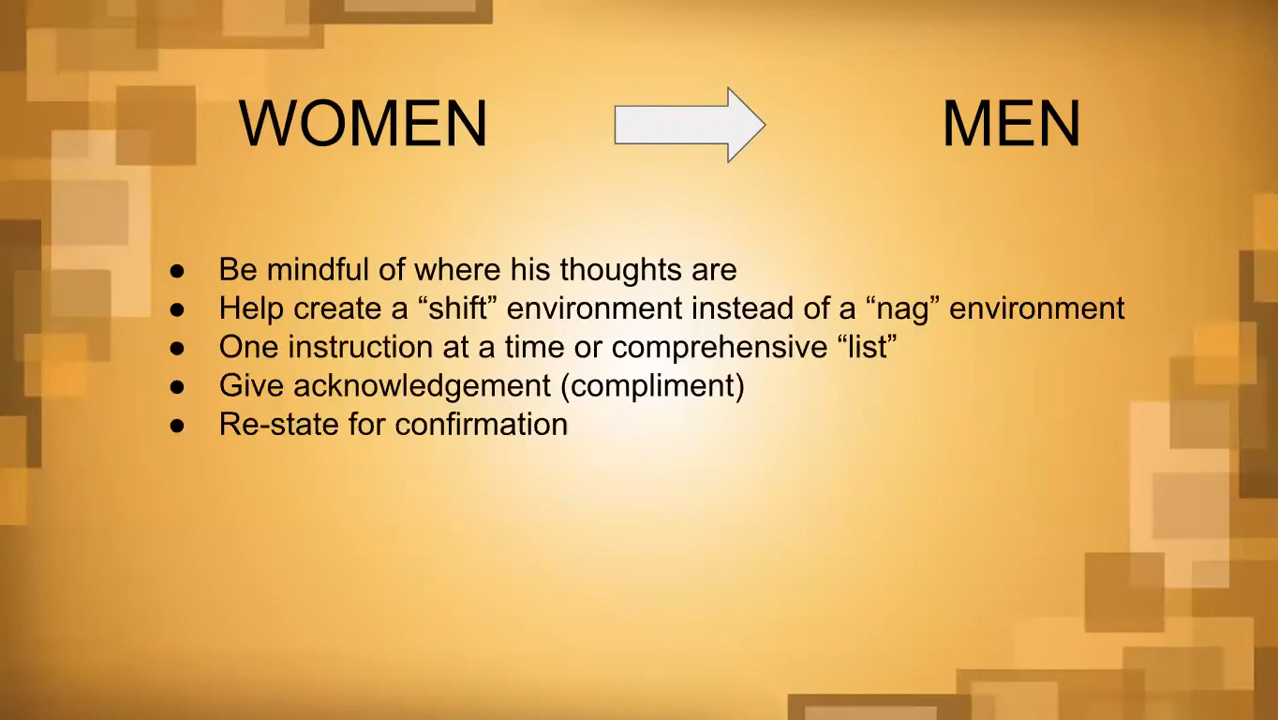 WOMEN MEN
● Be mindful of where his thoughts are
● Help create a “shift” environment instead of a “nag” environment
● One instruction at a time or comprehensive “list”
● Give acknowledgement (compliment)
● Re-state for confirmation